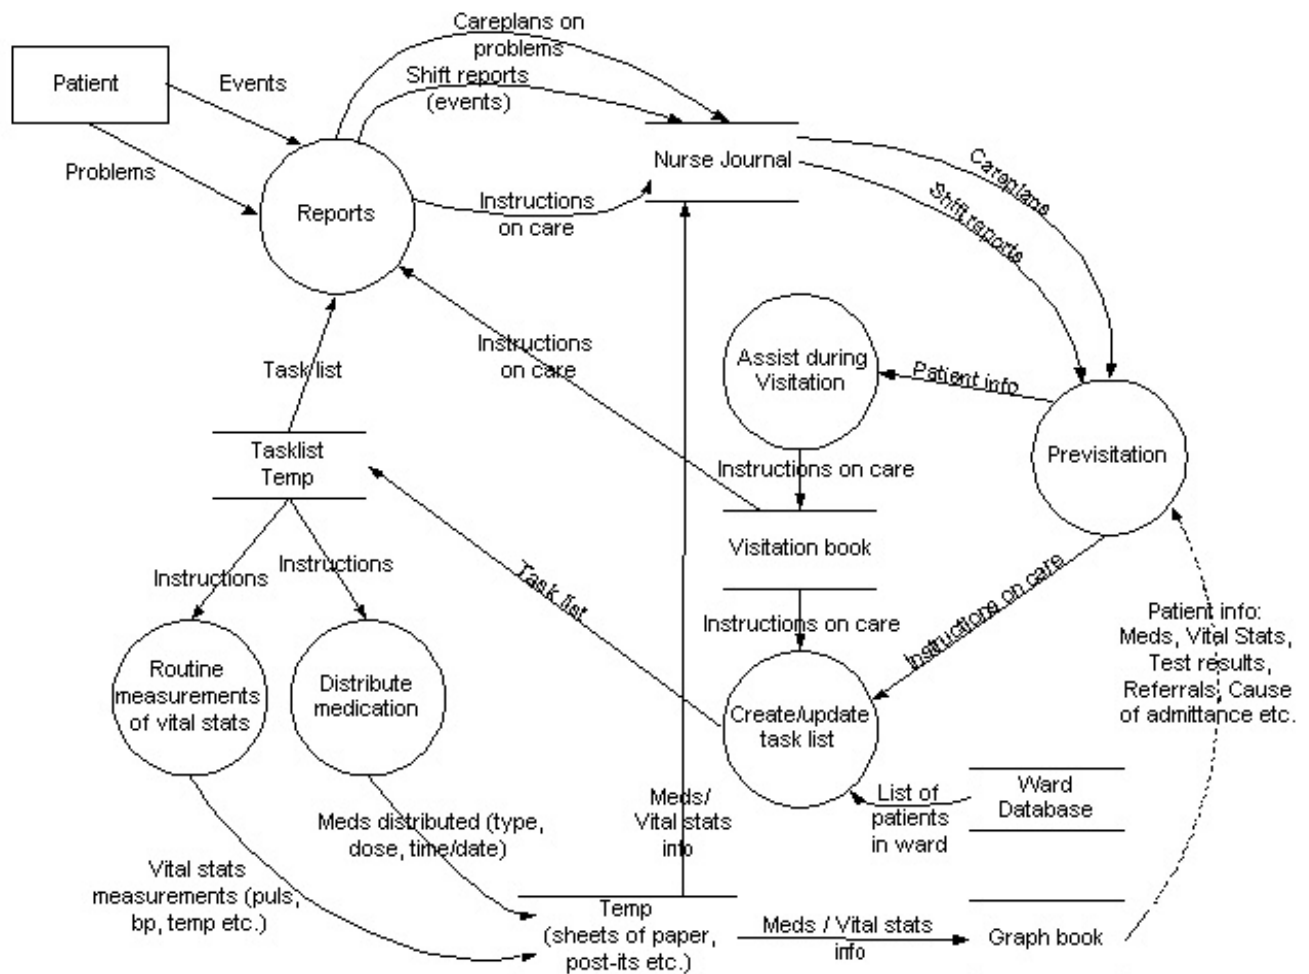 Careplans on
problems
Patient
Events
Shift reports
(events)
Problems
Nurse Journal
Careplans
Shift reports
Reports
Instructions
on care
Instructions
on care
Assist during
Visitation
Patient info
Task list
Previsitation
Tasklist
Temp
Instructions on care
Visitation book
Instructions
Instructions
Task list
Instructions on care
Instructions on care
Patient info:
Meds, Vital Stats,
Test results,
Referrals, Cause
of admittance etc.
Routine
measurements
of vital stats
Distribute
medication
Create/update
task list
Meds/
Vital stats
info
List of
patients
in ward
Ward
Database
Meds distributed (type,
dose, time/date)
Vital stats
measurements (puls,
bp, temp etc.)
Temp
(sheets of paper,
post-its etc.)
Meds / Vital stats
info
Graph book